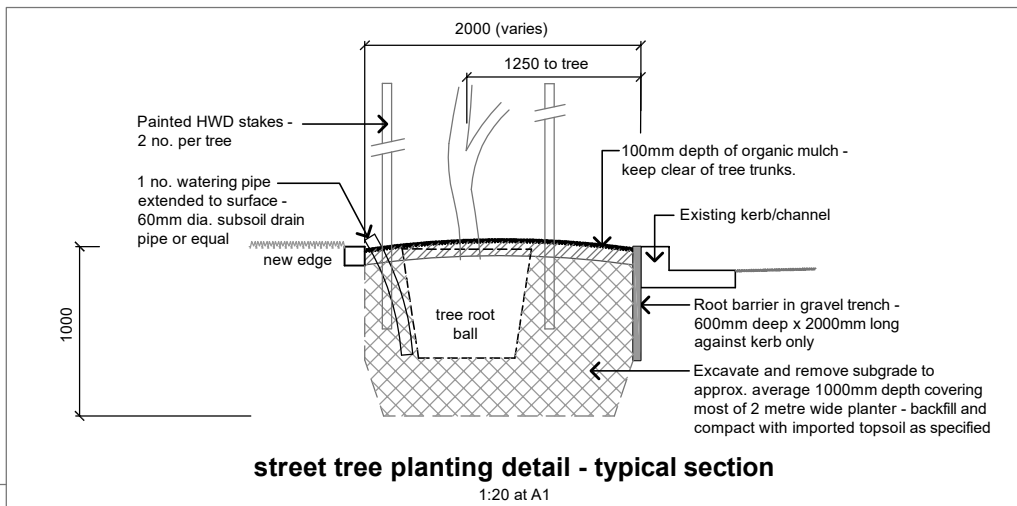 2000 (varies)
1250 to tree
Painted HWD stakes -
2 no. per tree
1 no. watering pipe
extended to surface -
60mm dia. subsoil drain
pipe or equal
new edge
1000
tree root
ball
100mm depth of organic mulch -
keep clear of tree trunks.
Existing kerb/channel
Root barrier in gravel trench -
600mm deep x 2000mm long
against kerb only
Excavate and remove subgrade to
approx. average 1000mm depth covering
most of 2 metre wide planter - backfill and
compact with imported topsoil as specified
street tree planting detail - typical section
1:20 at A1